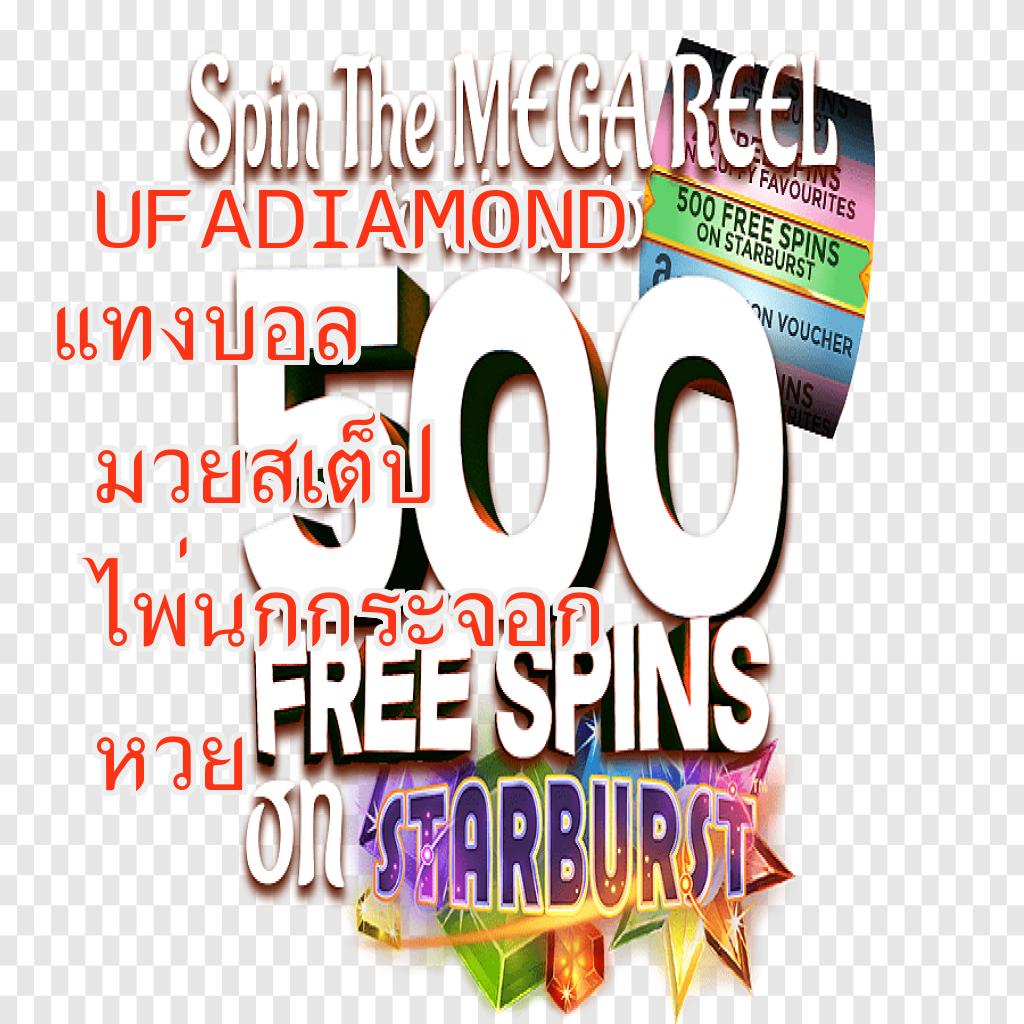 Spin The MEGA REEL
UFADIAMOND
500 FREE SPINS
ON STARBURST
FAVOURITES
VOUCHER
แทงบอล
500
มวยสเต็ป
ไพ่นกกระจอก
FREE SPINS
หวย
on STARBURST™